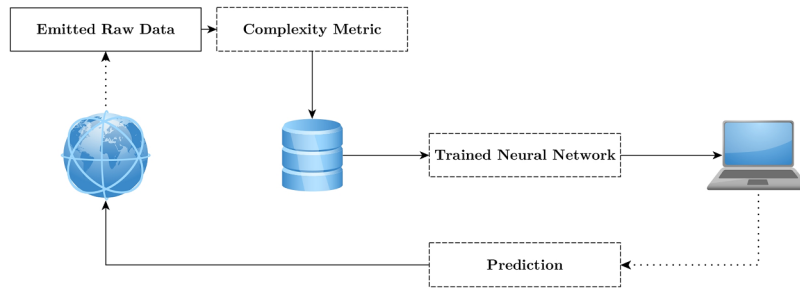 Emitted Raw Data
Complexity Metric
Trained Neural Network
Prediction